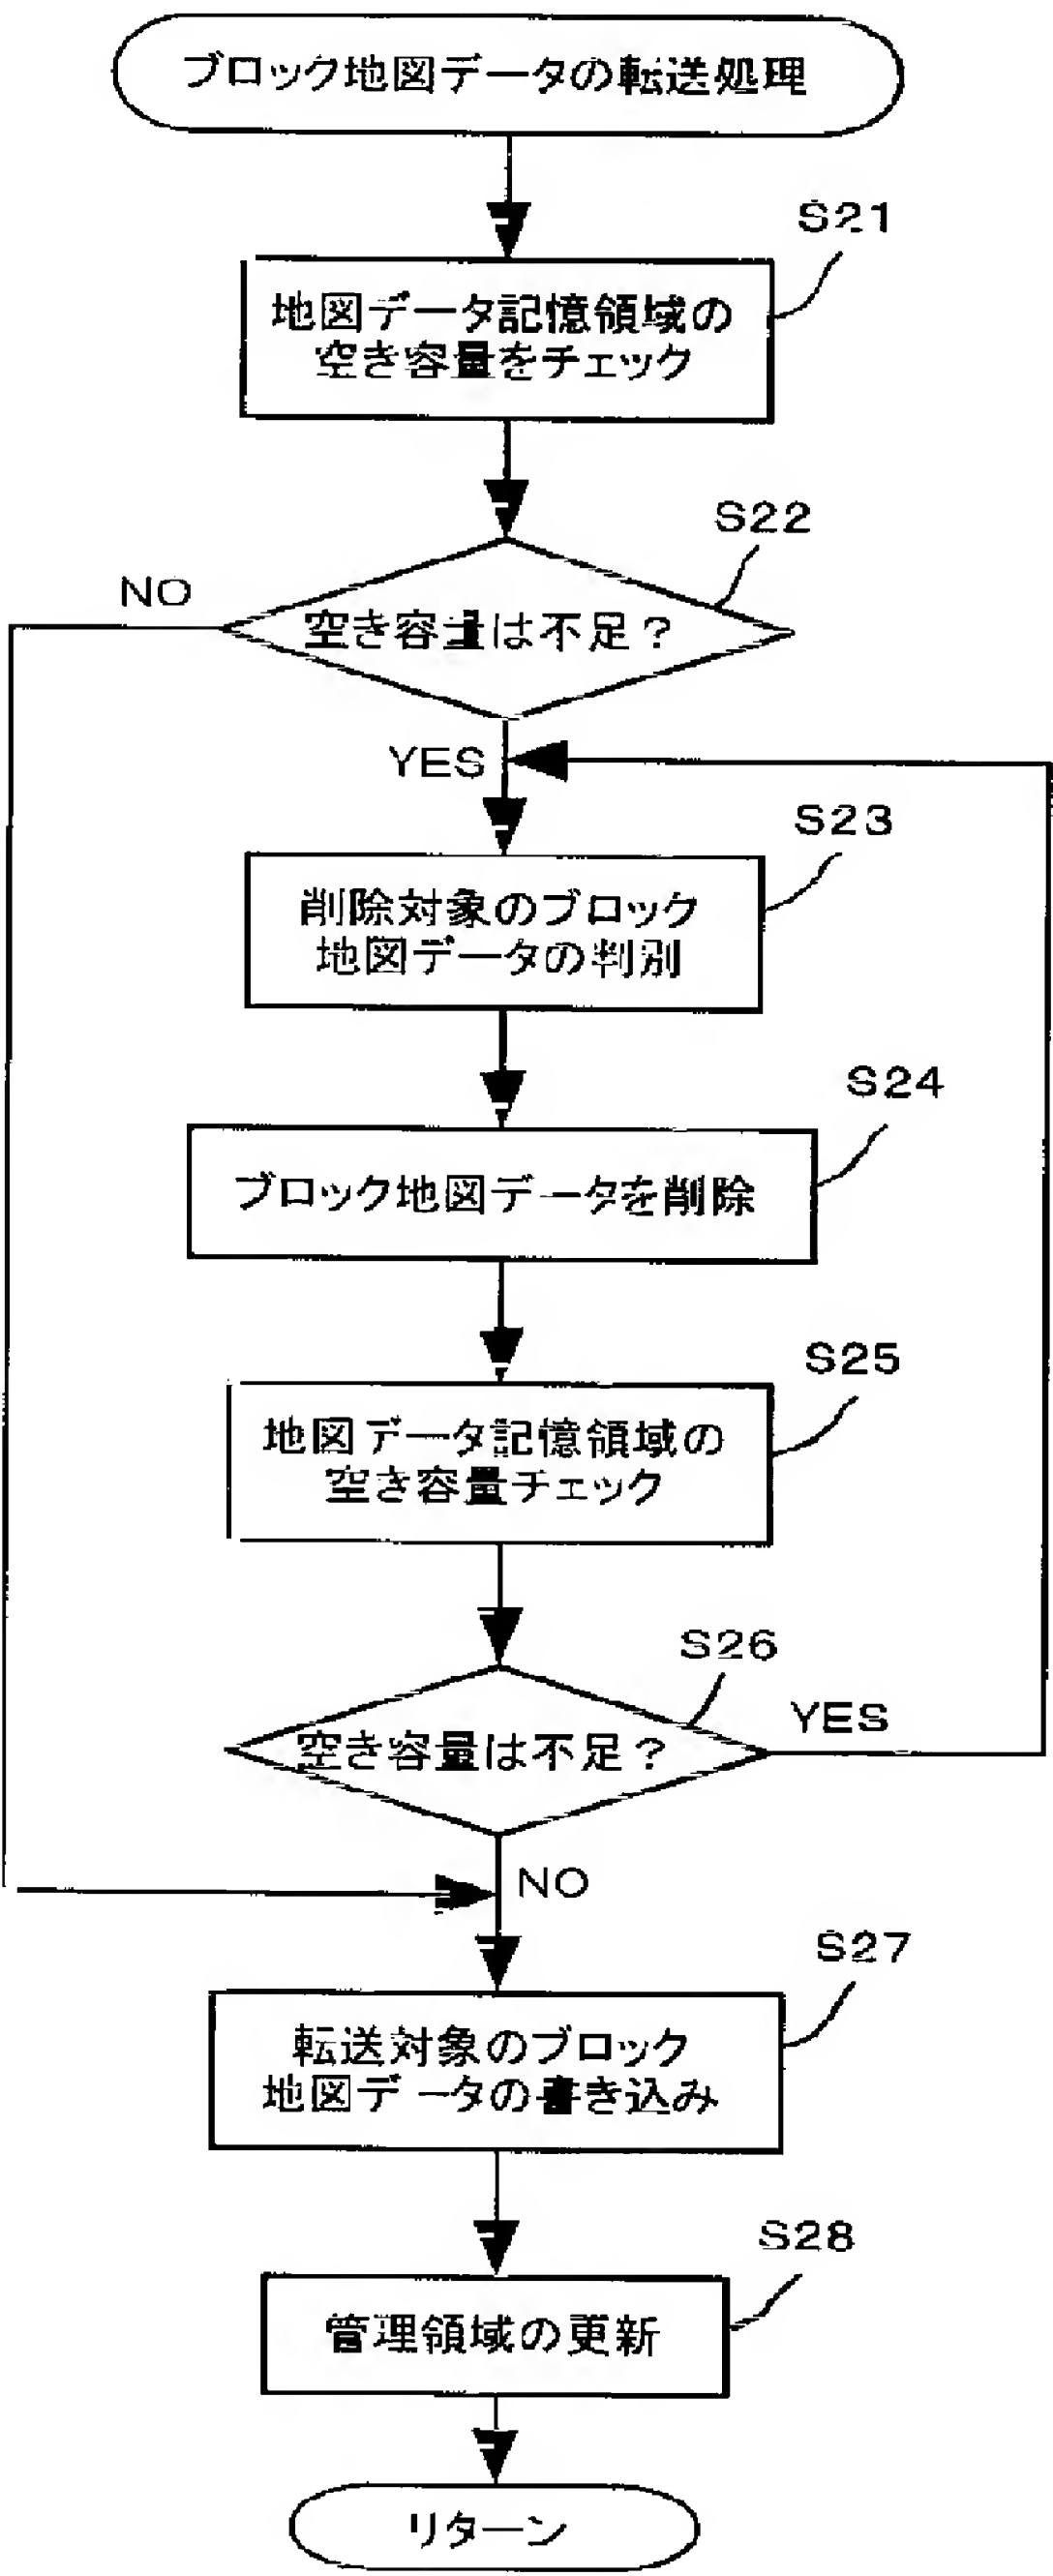 ブロック地図データの転送処理
S21
地図データ記憶領域の
空き容量をチェック
S22
NO
空き容量は不足？
YES
S23
削除対象のブロック
地図データの判別
S24
ブロック地図データを削除
S25
地図データ記憶領域の
空き容量チェック
S26
空き容量は不足？
YES
NO
S27
転送対象のブロック
地図データの書き込み
S28
管理領域の更新
リターン